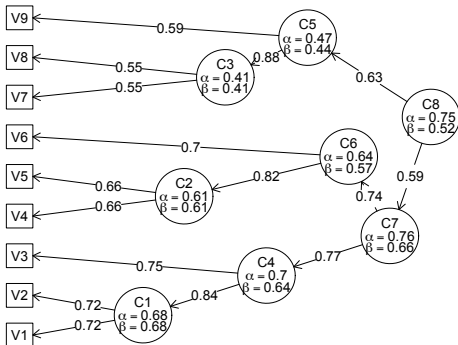 V9
V8
V7
V6
V5
V4
V3
V2
V1
C5
α = 0.47
β = 0.44
C3
α = 0.41
β = 0.41
C8
α = 0.75
β = 0.52
C6
α = 0.64
β = 0.57
C2
α = 0.61
β = 0.61
C7
α = 0.76
β = 0.66
C4
α = 0.7
β = 0.64
C1
α = 0.68
β = 0.68
0.59
0.88
0.55
0.55
0.63
0.7
0.82
0.66
0.66
0.59
0.74
0.77
0.75
0.84
0.72
0.72